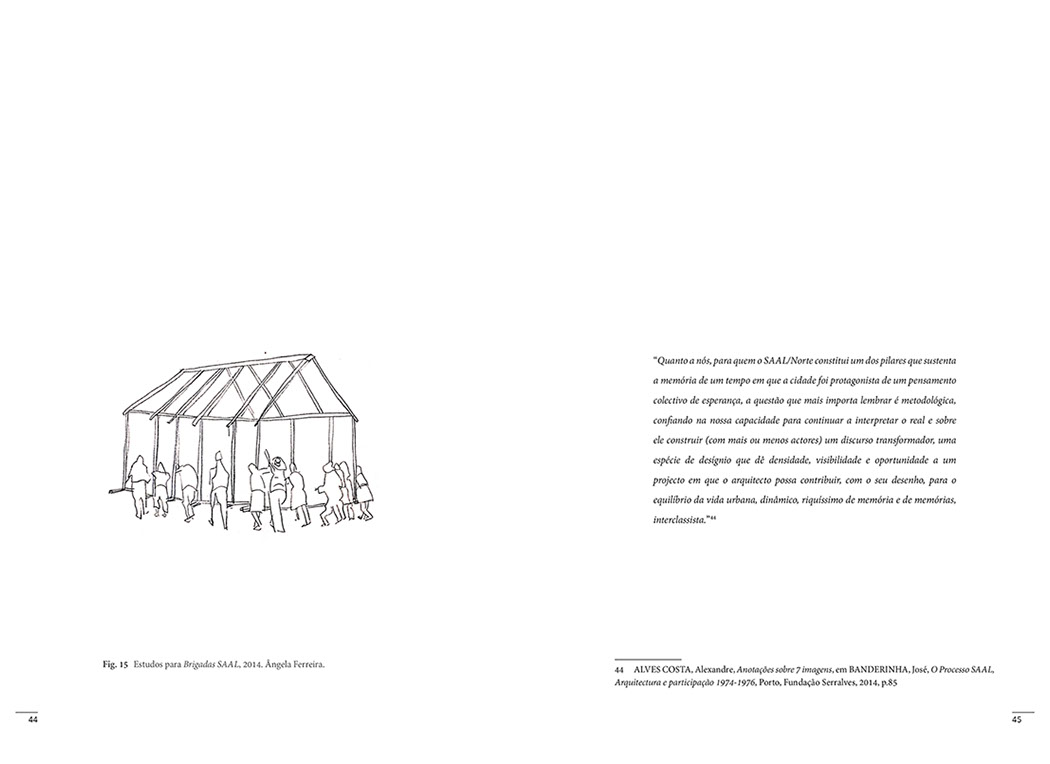 Fig. 15 Estudos para Brigadas SAAL, 2014. Ângela Ferreira.
44
"Quanto a nós, para quem o SAAL/Norte constitui um dos pilares que sustenta
a memória de um tempo em que a cidade foi protagonista de um pensamento
colectivo de esperança, a questão que mais importa lembrar é metodológica,
confiando na nossa capacidade para continuar a interpretar o real e sobre
ele construir (com mais ou menos actores) um discurso transformador, uma
espécie de desígnio que dê densidade, visibilidade e oportunidade a um
projecto em que o arquitecto possa contribuir, com o seu desenho, para o
equilíbrio da vida urbana, dinâmico, riquíssimo de memória e de memórias,
interclassista."44
44 ALVES COSTA, Alexandre, Anotações sobre 7 imagens, em BANDERINHA, José, O Processo SAAL,
Arquitectura e participação 1974-1976, Porto, Fundação Serralves, 2014, p.85
45